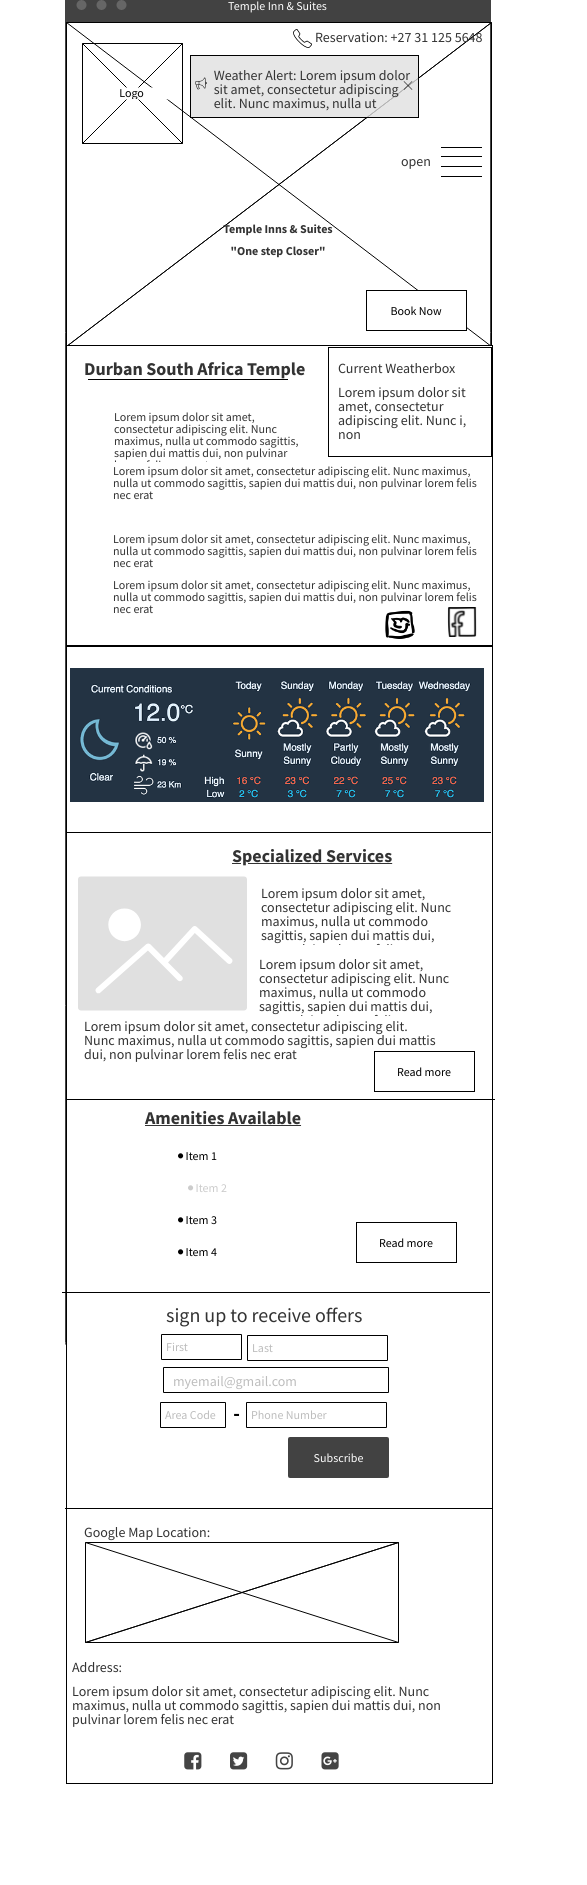 Temple Inn & Suites
Reservation: +27 31 125 5648
Logo
Weather Alert: Lorem ipsum dolor
sit amet, consectetur adipiscing
elit. Nunc maximus, nulla ut
open
Temple Inns & Suites
"One step Closer"
Book Now
Durban South Africa Temple
Current Weatherbox
Lorem ipsum dolor sit
amet, consectetur
adipiscing elit. Nunc i,
non
Lorem ipsum dolor sit amet,
consectetur adipiscing elit. Nunc
maximus, nulla ut commodo sagittis,
sapien dui mattis dui, non pulvinar
Lorem ipsum dolor sit amet, consectetur adipiscing elit. Nunc maximus,
nulla ut commodo sagittis, sapien dui mattis dui, non pulvinar lorem felis
nec erat
Lorem ipsum dolor sit amet, consectetur adipiscing elit. Nunc maximus,
nulla ut commodo sagittis, sapien dui mattis dui, non pulvinar lorem felis
nec erat
Lorem ipsum dolor sit amet, consectetur adipiscing elit. Nunc maximus,
nulla ut commodo sagittis, sapien dui mattis dui, non pulvinar lorem felis
nec erat
Current Conditions
12.0°C
50 %
19 %
23 Km
Clear
Today Sunday Monday Tuesday Wednesday
Sunny Mostly Sunny Partly Cloudy Mostly Sunny Mostly Sunny
High 16 °C 23 °C 22 °C 25 °C 23 °C
Low 2 °C 3 °C 7 °C 7 °C 7 °C
Specialized Services
Lorem ipsum dolor sit amet,
consectetur adipiscing elit. Nunc
maximus, nulla ut commodo
sagittis, sapien dui mattis dui,
Lorem ipsum dolor sit amet,
consectetur adipiscing elit. Nunc
maximus, nulla ut commodo
sagittis, sapien dui mattis dui,
Lorem ipsum dolor sit amet, consectetur adipiscing elit.
Nunc maximus, nulla ut commodo sagittis, sapien dui mattis
dui, non pulvinar lorem felis nec erat
Read more
Amenities Available
Item 1
Item 2
Item 3
Item 4
Read more
sign up to receive offers
First
Last
myemail@gmail.com
Area Code - Phone Number
Subscribe
Google Map Location:
Address:
Lorem ipsum dolor sit amet, consectetur adipiscing elit. Nunc
maximus, nulla ut commodo sagittis, sapien dui mattis dui, non
pulvinar lorem felis nec erat